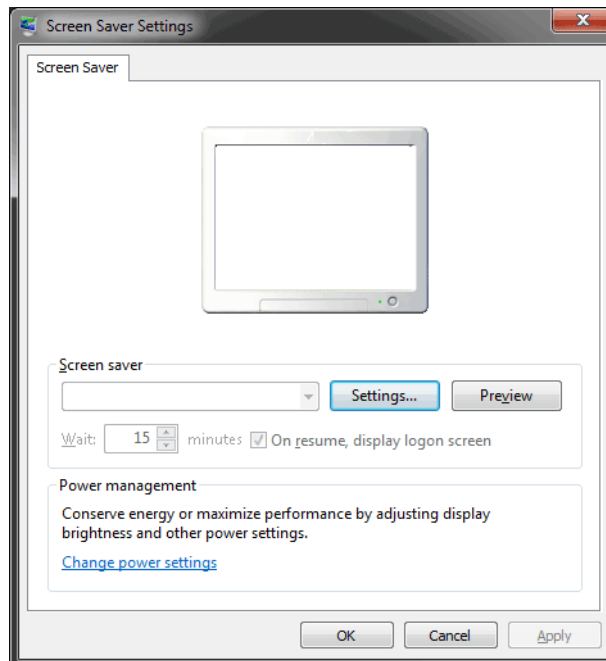 Screen Saver Settings
Screen Saver
Screen saver
Settings... Preview
Wait: 15 minutes On resume, display logon screen
Power management
Conserve energy or maximize performance by adjusting display
brightness and other power settings.
Change power settings
OK Cancel Apply